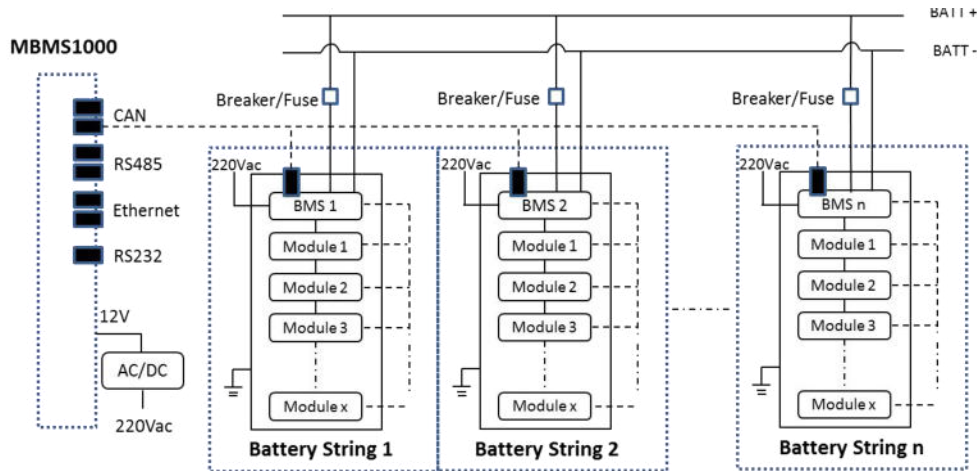 BATT +
MBMS1000
BATT -
Breaker/Fuse
Breaker/Fuse
Breaker/Fuse
CAN
RS485
Ethernet
RS232
12V
AC/DC
220Vac
220Vac
BMS 1
Module 1
Module 2
Module 3
Module x
Battery String 1
220Vac
BMS 2
Module 1
Module 2
Module 3
Module x
Battery String 2
220Vac
BMS n
Module 1
Module 2
Module 3
Module x
Battery String n